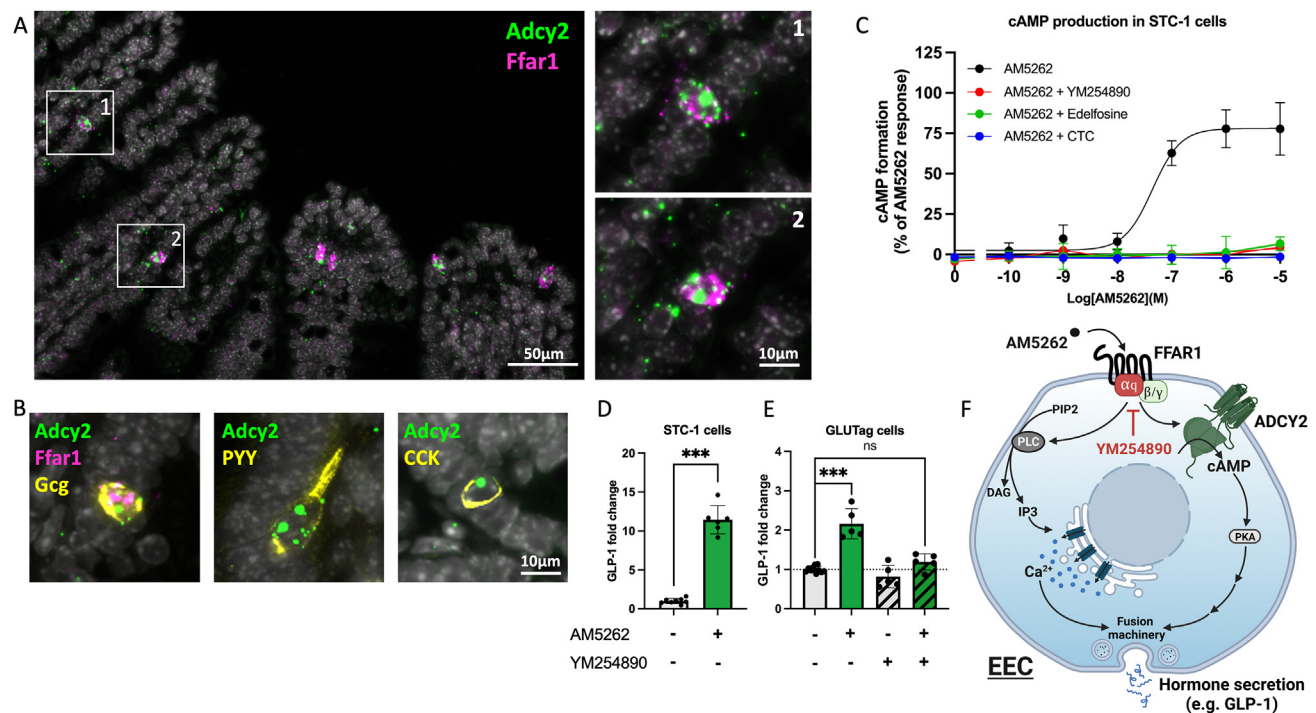 A
Adcy2
Ffar1
1
2
50µm
1
2
10µm
B
Adcy2
Ffar1
Gcg
Adcy2
PYY
Adcy2
CCK
10µm
C
cAMP production in STC-1 cells
cAMP formation
(% of AM5262 response)
125
100
75
50
25
0
AM5262
AM5262 + YM254890
AM5262 + Edelfosine
AM5262 + CTC
0
-10
-9
-8
-7
-6
-5
Log[AM5262](M)
D
STC-1 cells
GLP-1 fold change
20
15
10
5
0
***
E
GLUTag cells
GLP-1 fold change
4
3
2
1
0
ns
***
AM5262 - + - + - +
YM254890 - - - - + +
F
AM5262
FFAR1
αq
β/γ
ADCY2
PIP2
PLC
YM254890
cAMP
DAG
IP3
PKA
Ca2+
Fusion
machinery
EEC
Hormone secretion
(e.g. GLP-1)